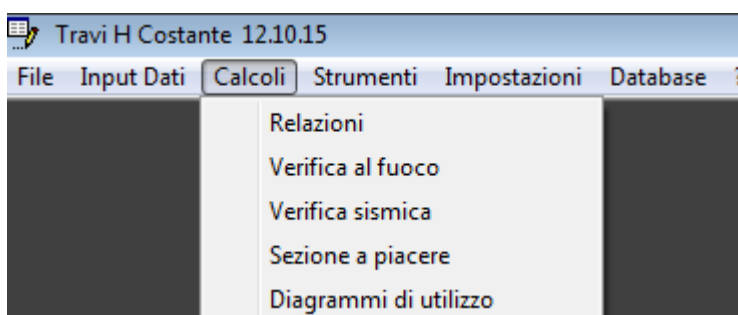 Travi H Costante 12.10.15
File Input Dati Calcoli Strumenti Impostazioni Database
Relazioni
Verifica al fuoco
Verifica sismica
Sezione a piacere
Diagrammi di utilizzo